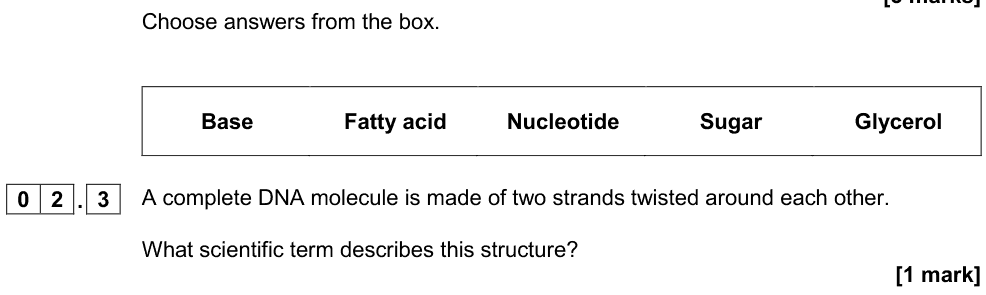 Choose answers from the box.
Base Fatty acid Nucleotide Sugar Glycerol
0 2 . 3 A complete DNA molecule is made of two strands twisted around each other.
What scientific term describes this structure?
[1 mark]